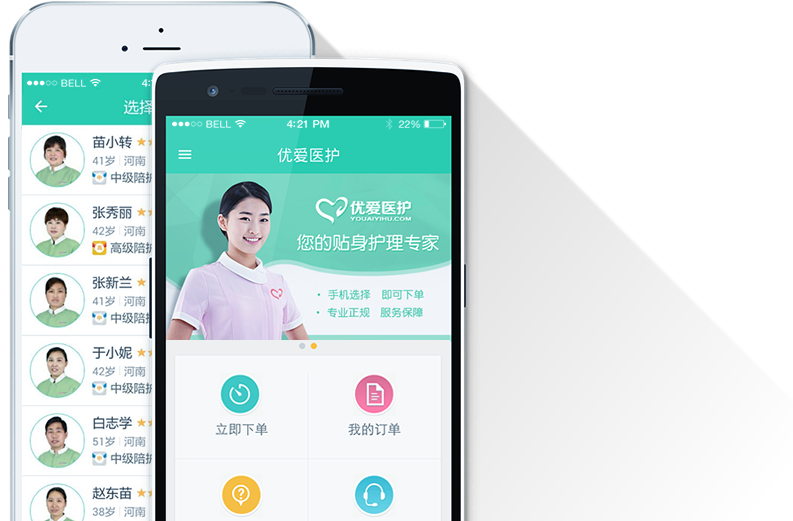 BELL
4:
选择
苗小转
41岁 河南
中级陪护
张秀丽
42岁 河南
高级陪护
张新兰
41岁 河南
中级陪护
于小妮
42岁 河南
中级陪护
白志学
51岁 河南
中级陪护
赵东苗
38岁 河南
BELL 4:21 PM 22%
优爱医护
优爱医护
YOUAIYIHU.COM
您的贴身护理专家
· 手机选择 即可下单
· 专业正规 服务保障
立即下单
我的订单